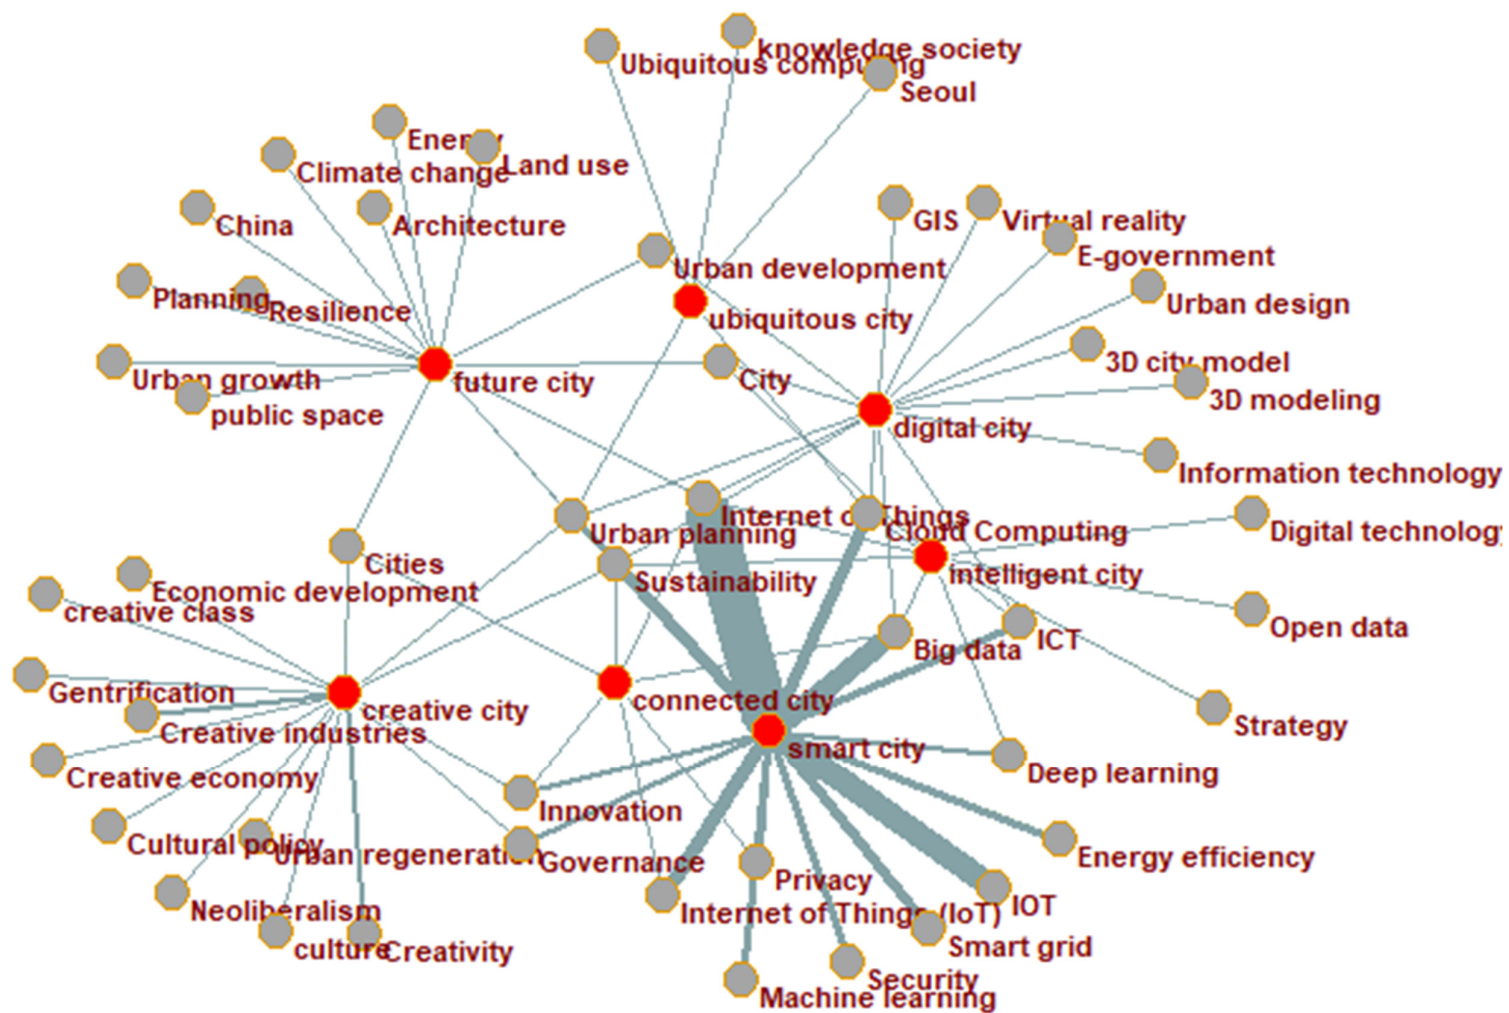 knowledge society
Ubiquitous computing
Seoul
Energy
Land use
Climate change
China
Architecture
GIS
Virtual reality
E-government
Urban development
Planning
Resilience
Urban design
ubiquitous city
3D city model
Urban growth
future city
City
3D modeling
public space
digital city
Information technology
Internet of Things
Urban planning
Cloud Computing
Digital technolog
Cities
intelligent city
Economic development
Sustainability
creative class
Big data
ICT
Open data
Gentrification
creative city
connected city
Strategy
Creative industries
smart city
Creative economy
Deep learning
Innovation
Cultural policy
Urban regeneration
Governance
Energy efficiency
Privacy
Neoliberalism
Internet of Things (IoT)
IOT
culture
Creativity
Smart grid
Security
Machine learning